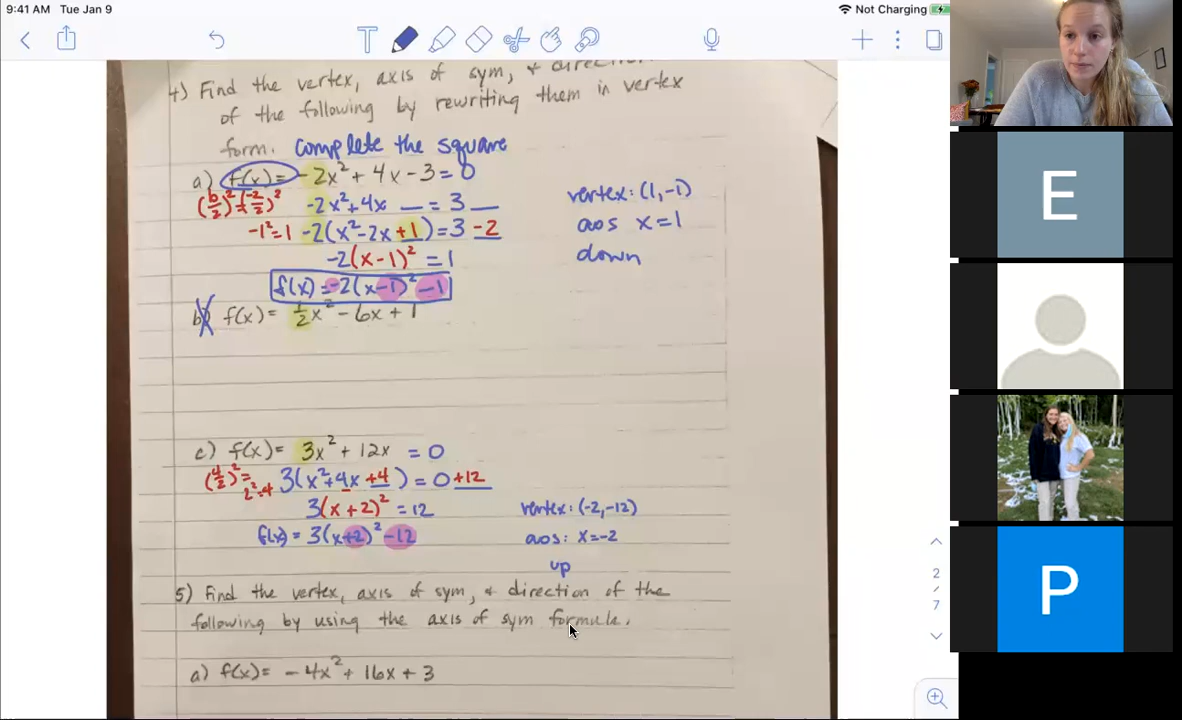 9:41 AM Tue Jan 9
Not Charging
4) Find the vertex, axis of sym, + direc
of the following by rewriting them in vertex
form. Complete the square
a) f(x) = -2x² + 4x - 3 = 0
(b/2)² = (-2/2)² -2x² + 4x __ = 3 __
-1² = 1 -2(x² - 2x + 1) = 3 -2
-2(x - 1)² = 1
f(x) = -2(x - 1)² - 1
vertex: (1, -1)
aos x = 1
down
b) f(x) = 1/2x² - 6x + 1
c) f(x) = 3x² + 12x = 0
(4/2)² = 2² = 4 3(x² + 4x + 4) = 0 + 12
3(x + 2)² = 12
f(x) = 3(x + 2)² - 12
vertex: (-2, -12)
aos: x = -2
up
5) Find the vertex, axis of sym, + direction of the
following by using the axis of sym formula.
a) f(x) = -4x² + 16x + 3
2
/
7
E
P